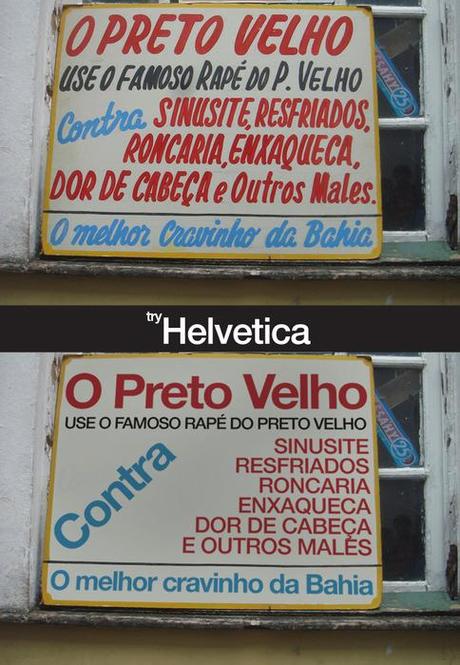 O PRETO VELHO
USE O FAMOSO RAPÉ DO P. VELHO
Contra SINUSITE, RESFRIADOS,
RONCARIA, ENXAQUECA,
DOR DE CABEÇA e Outros Males.
O melhor Cravinho da Bahia
try Helvetica
O Preto Velho
USE O FAMOSO RAPÉ DO PRETO VELHO
Contra
SINUSITE
RESFRIADOS
RONCARIA
ENXAQUECA
DOR DE CABEÇA
E OUTROS MALES
O melhor cravinho da Bahia